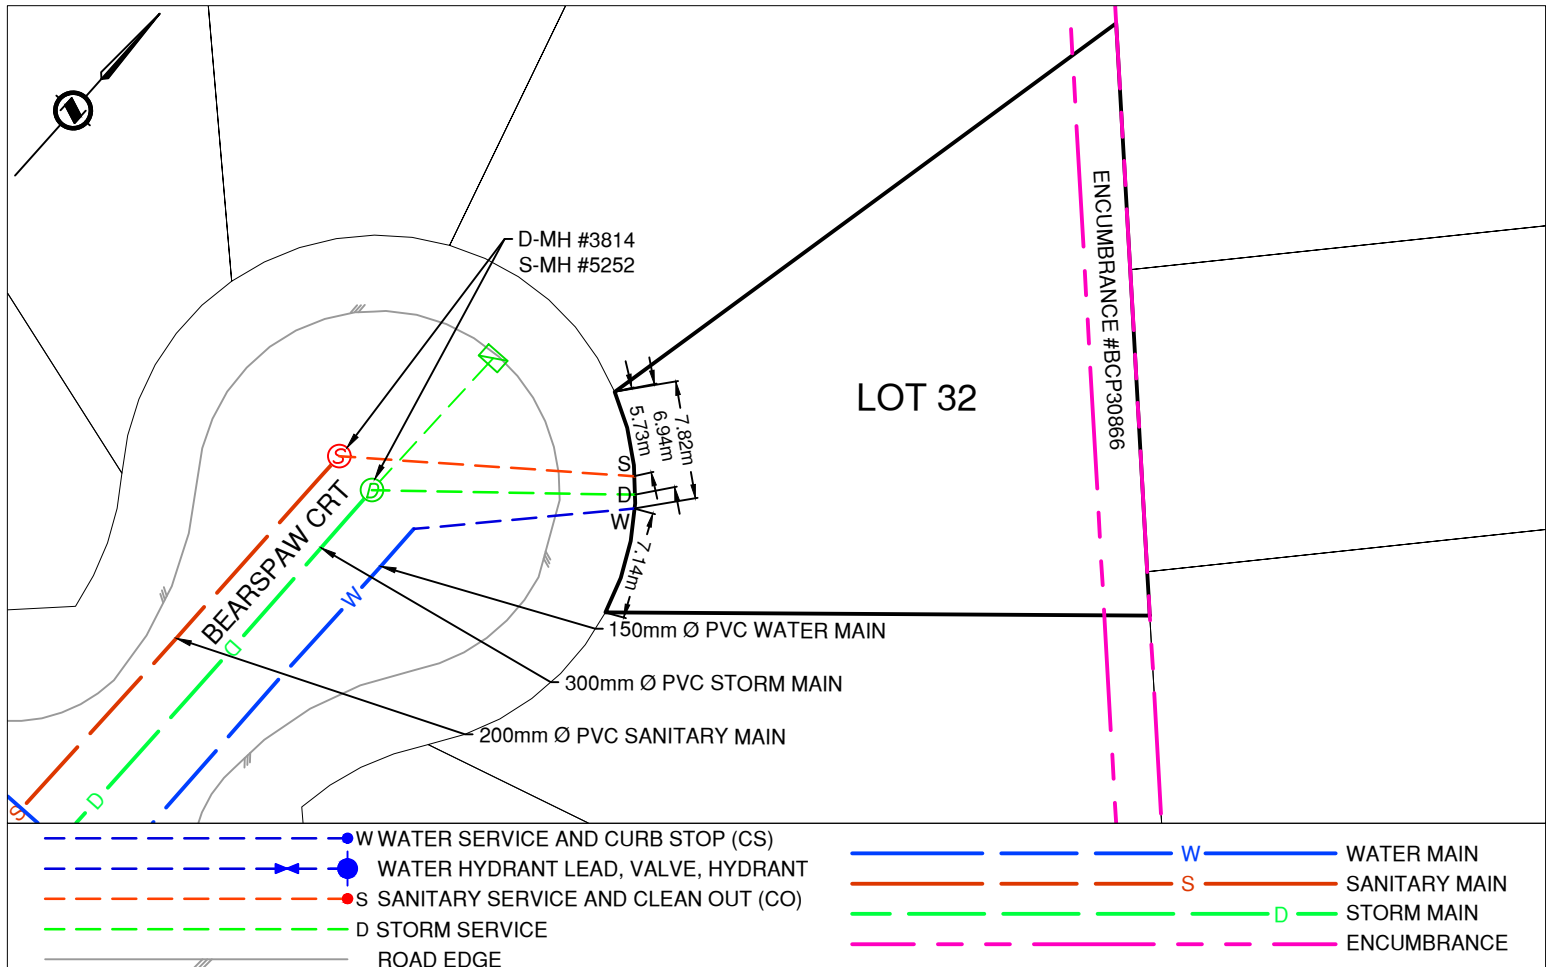 D-MH #3814
S-MH #5252
ENCUMBRANCE #BCP30866
LOT 32
5.73m
6.94m
7.82m
S
D
W
7.14m
S
D
BEARSPAW CRT
W
D
D
S
150mm Ø PVC WATER MAIN
300mm Ø PVC STORM MAIN
200mm Ø PVC SANITARY MAIN
W WATER SERVICE AND CURB STOP (CS)
WATER HYDRANT LEAD, VALVE, HYDRANT
S SANITARY SERVICE AND CLEAN OUT (CO)
D STORM SERVICE
ROAD EDGE
W WATER MAIN
S SANITARY MAIN
D STORM MAIN
ENCUMBRANCE